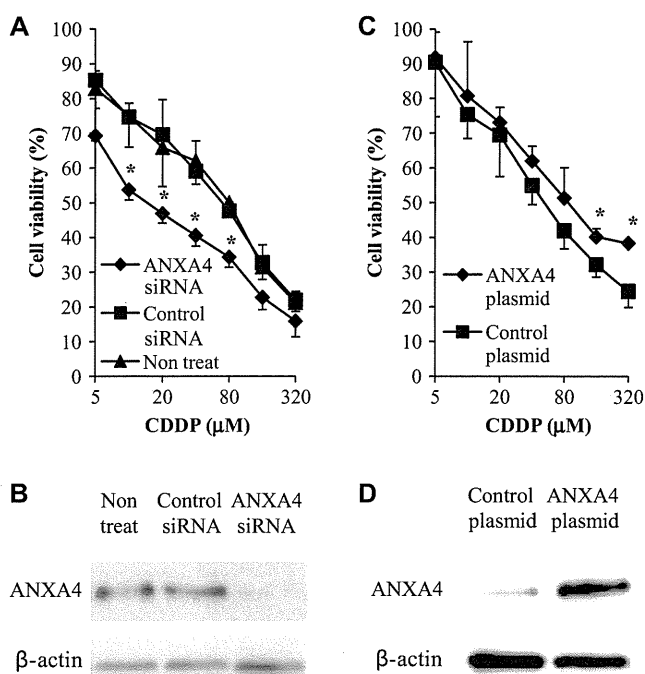 A
100
90
80
70
60
50
40
30
20
10
0
Cell viability (%)
*
*
*
*
ANXA4
siRNA
Control
siRNA
Non treat
5
20
80
320
CDDP (μM)
C
100
90
80
70
60
50
40
30
20
10
0
Cell viability (%)
*
*
ANXA4
plasmid
Control
plasmid
5
20
80
320
CDDP (μM)
B
Non
treat
Control
siRNA
ANXA4
siRNA
ANXA4
β-actin
D
Control
plasmid
ANXA4
plasmid
ANXA4
β-actin